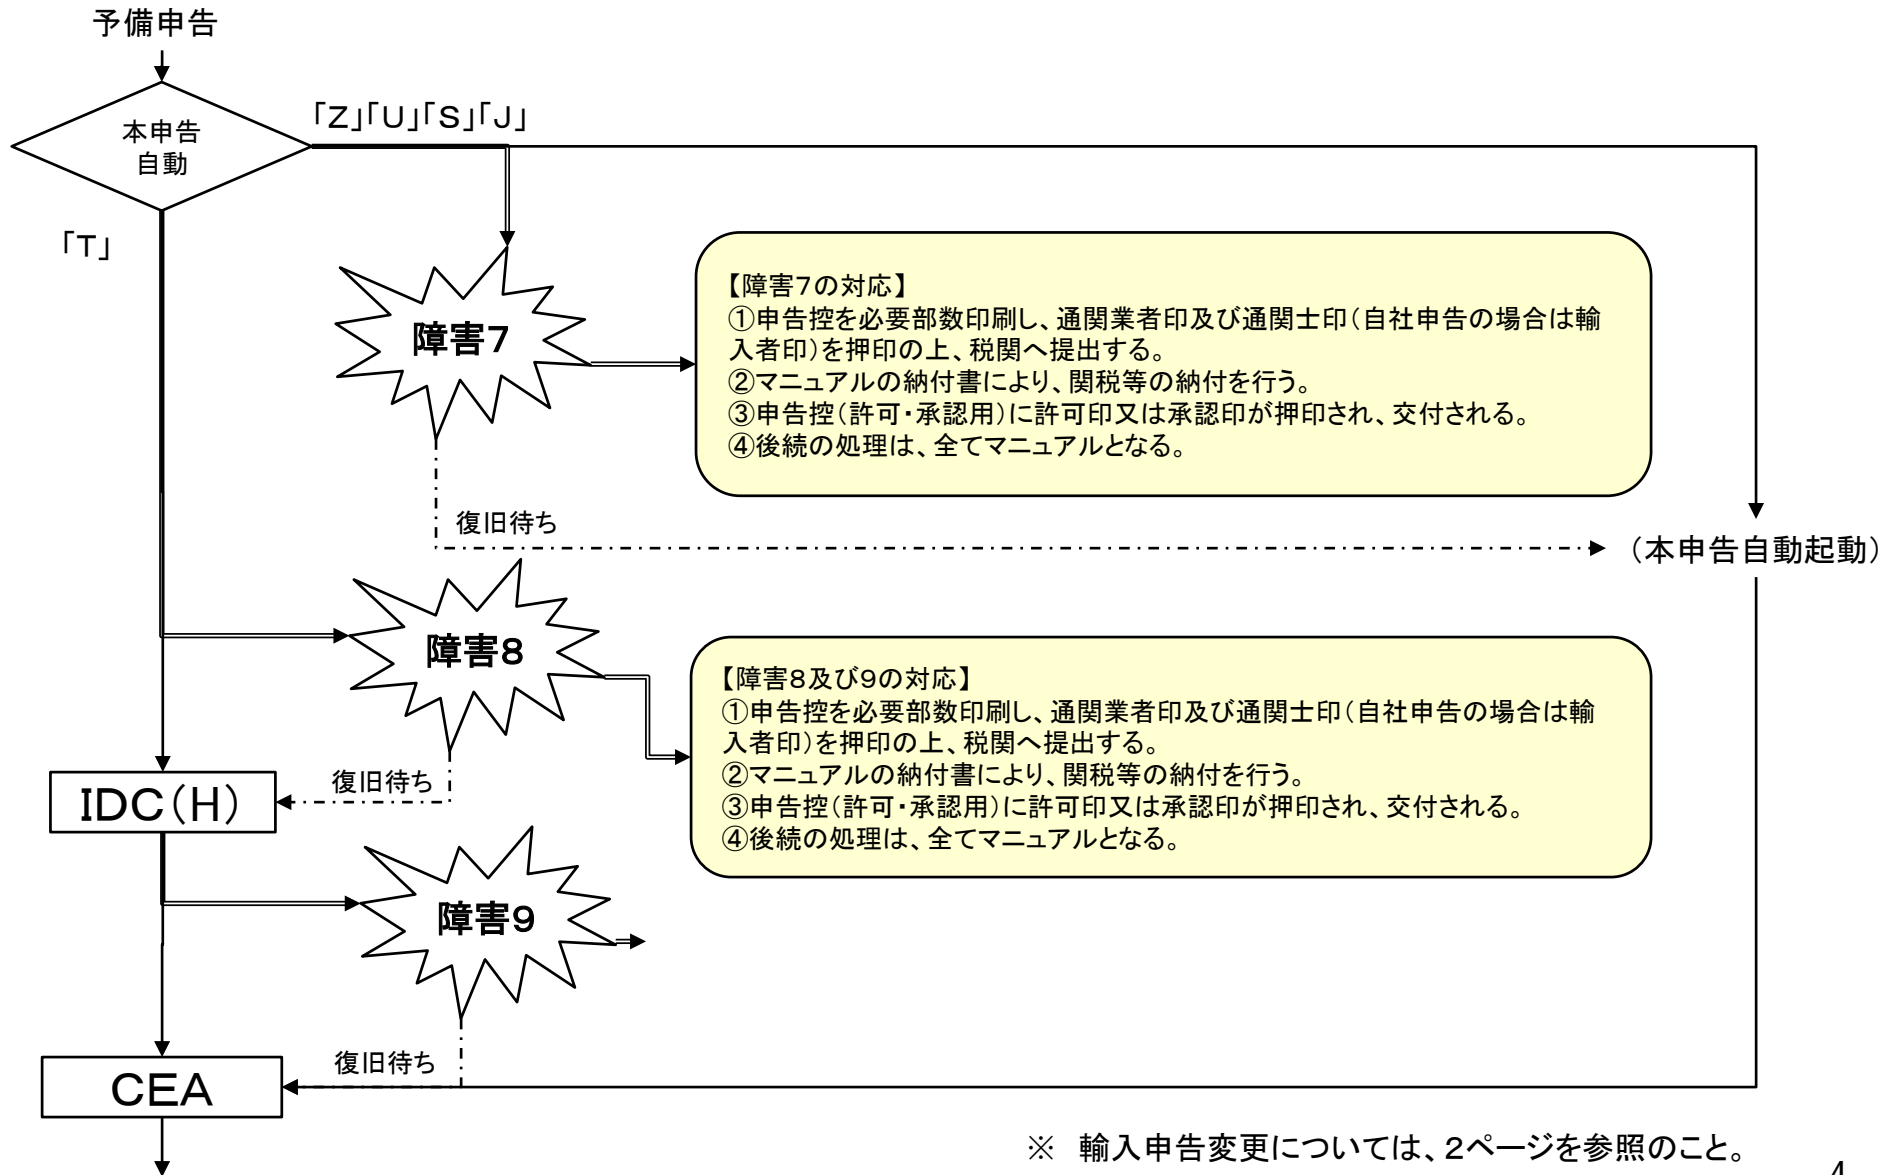 予備申告
本申告
自動
「Z」「U」「S」「J」
「T」
障害7
【障害7の対応】
①申告控を必要部数印刷し、通関業者印及び通関士印（自社申告の場合は輸
入者印）を押印の上、税関へ提出する。
②マニュアルの納付書により、関税等の納付を行う。
③申告控（許可・承認用）に許可印又は承認印が押印され、交付される。
④後続の処理は、全てマニュアルとなる。
復旧待ち
（本申告自動起動）
障害8
【障害8及び9の対応】
①申告控を必要部数印刷し、通関業者印及び通関士印（自社申告の場合は輸
入者印）を押印の上、税関へ提出する。
②マニュアルの納付書により、関税等の納付を行う。
③申告控（許可・承認用）に許可印又は承認印が押印され、交付される。
④後続の処理は、全てマニュアルとなる。
復旧待ち
IDC（H）
障害9
復旧待ち
CEA
※　輸入申告変更については、2ページを参照のこと。
4